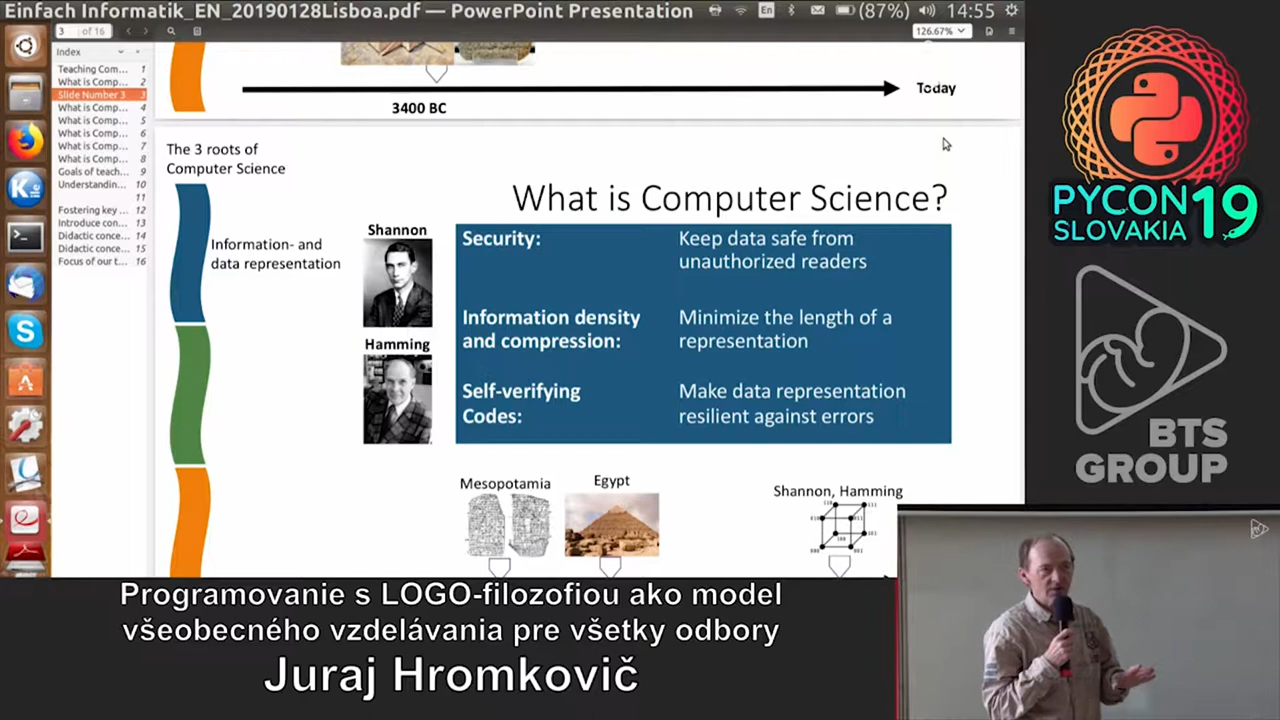 Einfach Informatik_EN_20190128Lisboa.pdf — PowerPoint Presentation
En
(87%)
14:55
3 of 16
126.67%
Index
Teaching Com... 1
What is Comp... 2
Slide Number 3 3
What is Comp... 4
What is Comp... 5
What is Comp... 6
What is Comp... 7
What is Comp... 8
Goals of teach... 9
Understandin... 10
11
Fostering key ... 12
Introduce con... 13
Didactic conce... 14
Didactic conce... 15
Focus of our t... 16
3400 BC
Today
The 3 roots of
Computer Science
What is Computer Science?
Information- and
data representation
Shannon
Hamming
Security: Keep data safe from
unauthorized readers
Information density Minimize the length of a
and compression: representation
Self-verifying Make data representation
Codes: resilient against errors
Mesopotamia
Egypt
Shannon, Hamming
PYCON
SLOVAKIA
19
BTS
GROUP
Programovanie s LOGO-filozofiou ako model
všeobecného vzdelávania pre všetky odbory
Juraj Hromkovič